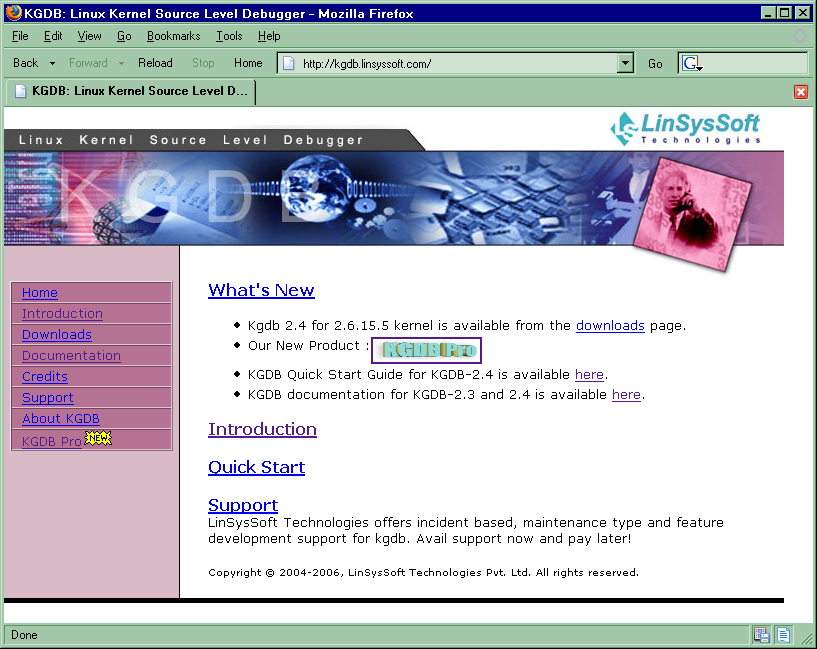 KGDB: Linux Kernel Source Level Debugger - Mozilla Firefox
File Edit View Go Bookmarks Tools Help
Back Forward Reload Stop Home http://kgdb.linsyssoft.com/ Go G
KGDB: Linux Kernel Source Level D...
Linux Kernel Source Level Debugger
LinSysSoft
Technologies
KGDB
Home
Introduction
Downloads
Documentation
Credits
Support
About KGDB
KGDB Pro NEW
What's New
Kgdb 2.4 for 2.6.15.5 kernel is available from the downloads page.
Our New Product : KGDB Pro
KGDB Quick Start Guide for KGDB-2.4 is available here.
KGDB documentation for KGDB-2.3 and 2.4 is available here.
Introduction
Quick Start
Support
LinSysSoft Technologies offers incident based, maintenance type and feature
development support for kgdb. Avail support now and pay later!
Copyright © 2004-2006, LinSysSoft Technologies Pvt. Ltd. All rights reserved.
Done